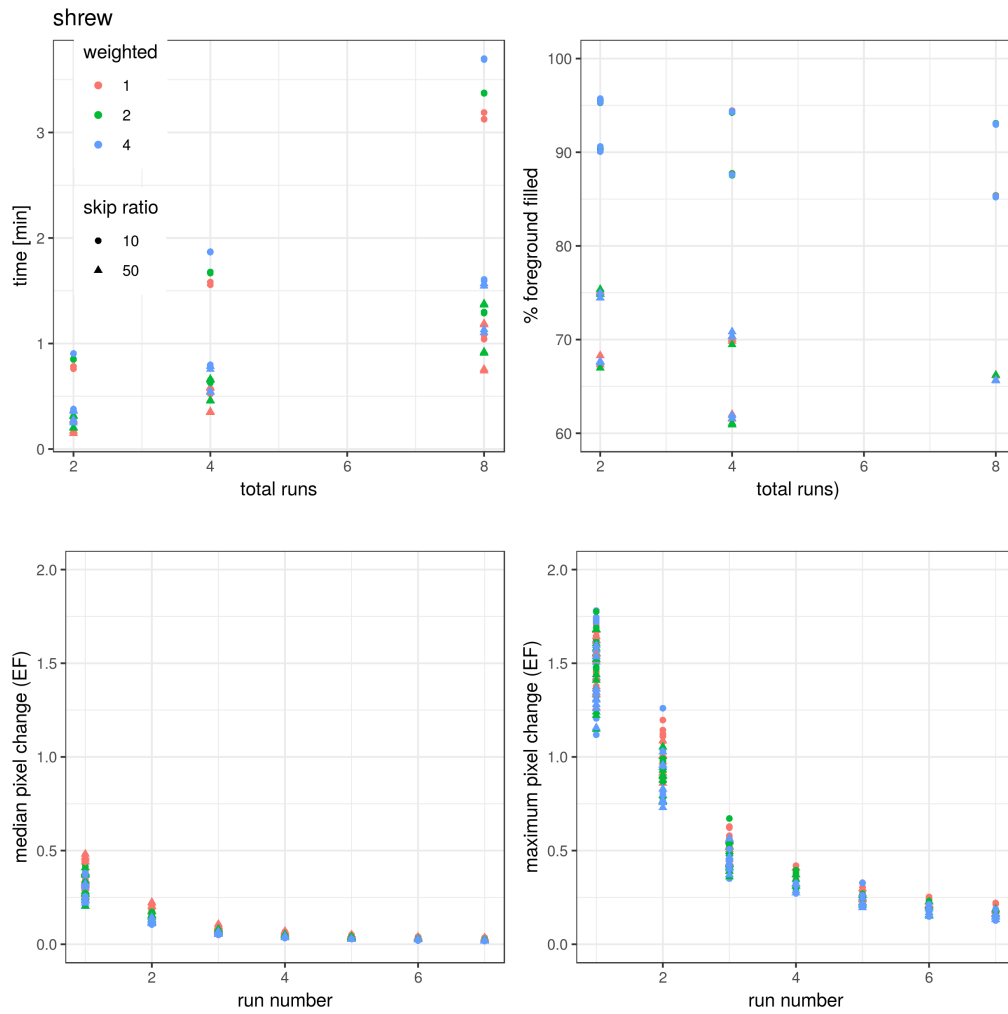 shrew
weighted
1
2
4
skip ratio
10
50
time [min]
3
2
1
0
2 4 6 8
total runs
% foreground filled
100
90
80
70
60
2 4 6 8
total runs)
median pixel change (EF)
2.0
1.5
1.0
0.5
0.0
2 4 6
run number
maximum pixel change (EF)
2.0
1.5
1.0
0.5
0.0
2 4 6
run number